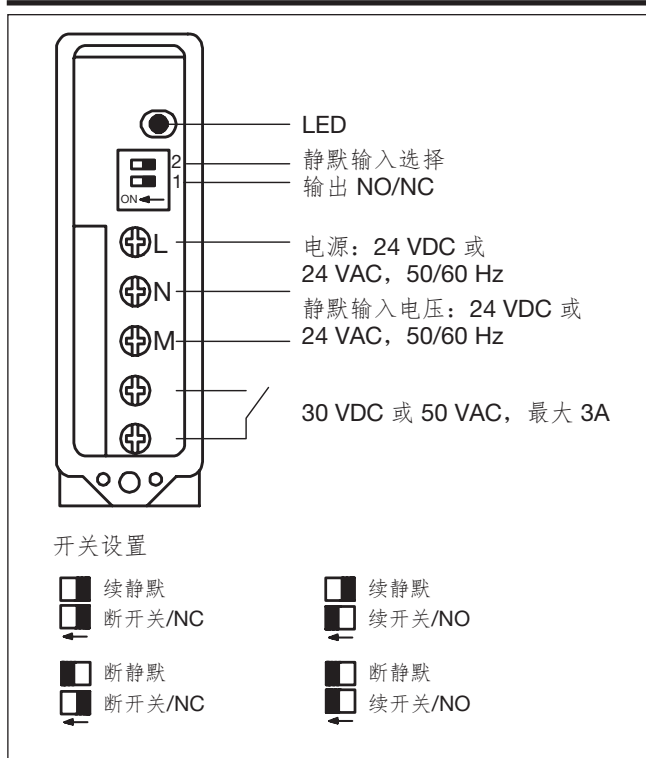 LED
2
静默输入选择
1
输出 NO/NC
ON
L
电源：24 VDC 或
24 VAC，50/60 Hz
N
静默输入电压：24 VDC 或
M
24 VAC，50/60 Hz
30 VDC 或 50 VAC，最大 3A
开关设置
续静默
断开关/NC
续静默
续开关/NO
断静默
断开关/NC
断静默
续开关/NO